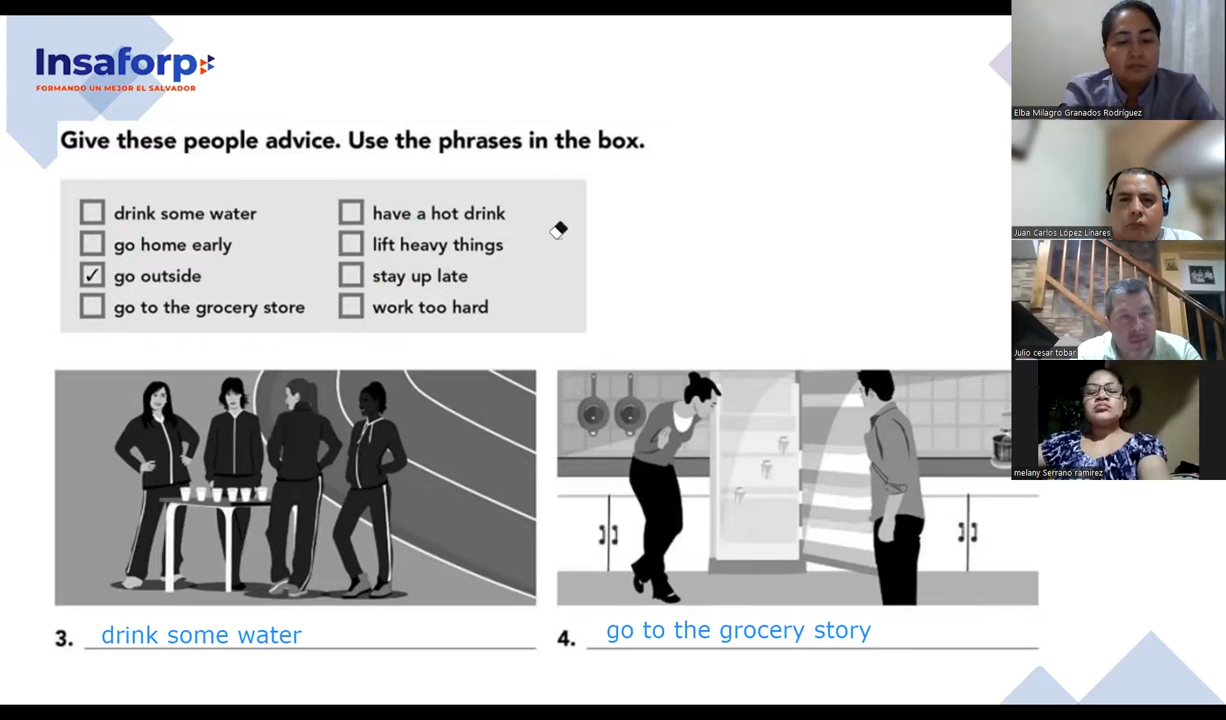 Insaforp
FORMANDO UN MEJOR EL SALVADOR
Give these people advice. Use the phrases in the box.
drink some water
go home early
✓ go outside
go to the grocery store
have a hot drink
lift heavy things
stay up late
work too hard
3. drink some water
4. go to the grocery story
Elba Milagro Granados Rodríguez
Juan Carlos López Linares
Julio cesar tobar
melany Serrano ramirez